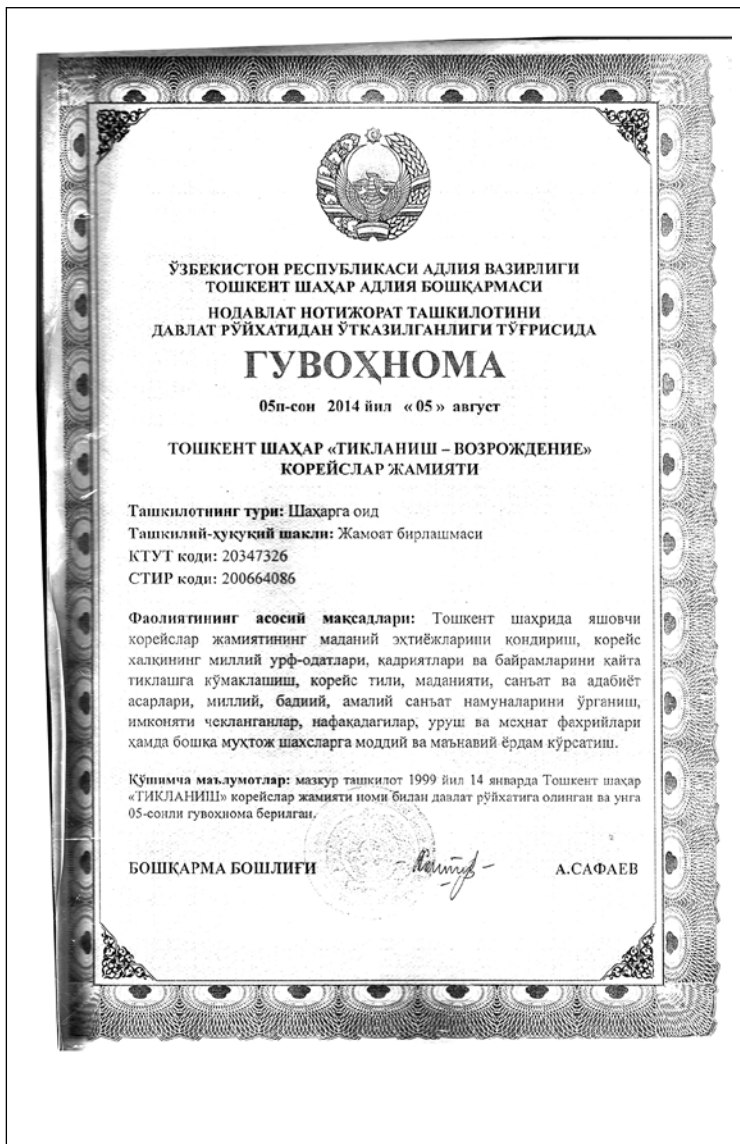 ЎЗБЕКИСТОН РЕСПУБЛИКАСИ АДЛИЯ ВАЗИРЛИГИ
ТОШКЕНТ ШАҲАР АДЛИЯ БОШҚАРМАСИ
НОДАВЛАТ НОТИЖОРАТ ТАШКИЛОТИНИ
ДАВЛАТ РЎЙХАТИДАН ЎТКАЗИЛГАНЛИГИ ТЎҒРИСИДА
ГУВОҲНОМА
05п-сон 2014 йил « 05 » август
ТОШКЕНТ ШАҲАР «ТИКЛАНИШ – ВОЗРОЖДЕНИЕ»
КОРЕЙСЛАР ЖАМИЯТИ
Ташкилотнинг тури: Шаҳарга оид
Ташкилий-ҳуқуқий шакли: Жамоат бирлашмаси
КТУТ коди: 20347326
СТИР коди: 200664086
Фаолиятининг асосий мақсадлари: Тошкент шаҳрида яшовчи
корейслар жамиятининг маданий эҳтиёжларини қондириш, корейс
халқининг миллий урф-одатлари, қадриятлари ва байрамларини қайта
тиклашга кўмаклашиш, корейс тили, маданияти, санъат ва адабиёт
асарлари, миллий, бадиий, амалий санъат намуналарини ўрганиш,
имконяти чекланганлар, нафақадагилар, уруш ва меҳнат фахрийлари
ҳамда бошқа муҳтож шахсларга моддий ва маънавий ёрдам кўрсатиш.
Қўшимча маълумотлар: мазкур ташкилот 1999 йил 14 январда Тошкент шаҳар
«ТИКЛАНИШ» корейслар жамияти номи билан давлат рўйхатига олинган ва унга
05-сонли гувоҳнома берилган.
БОШҚАРМА БОШЛИҒИ А.САФАЕВ